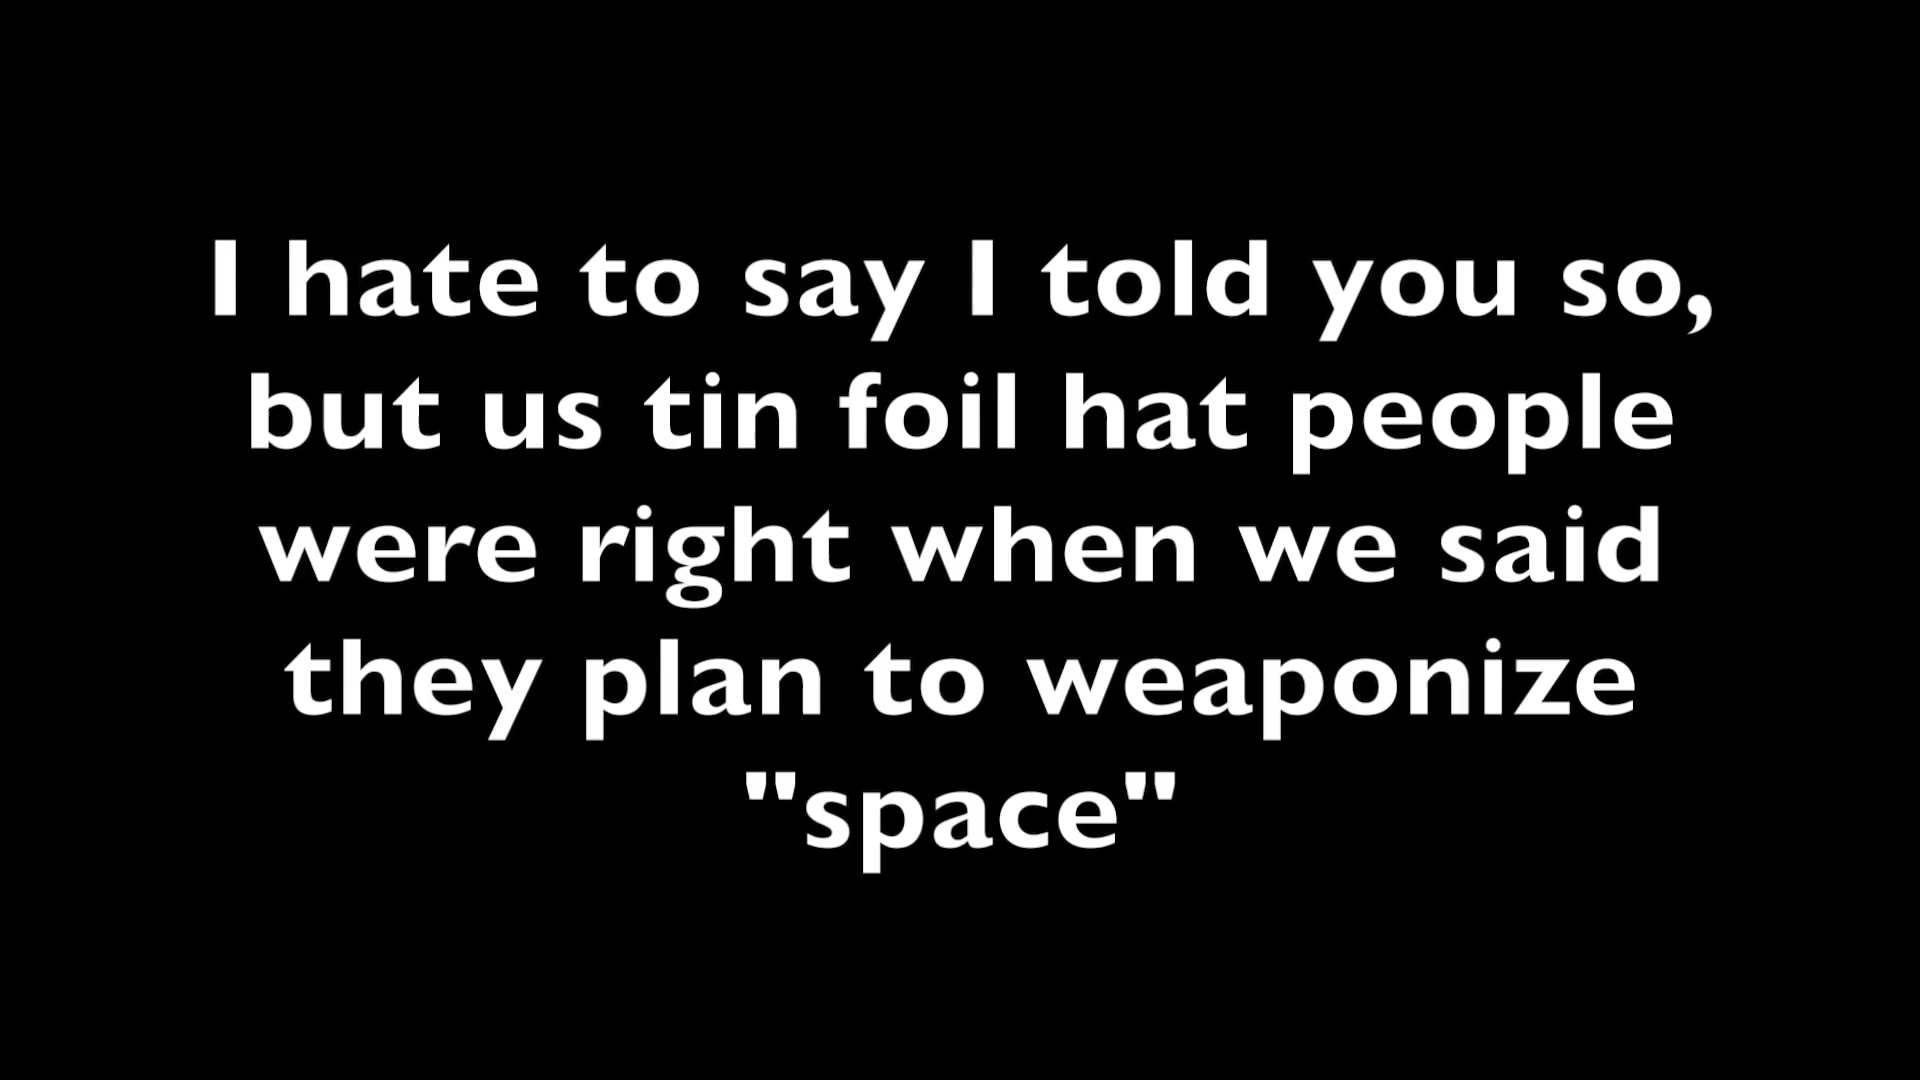 I hate to say I told you so,
but us tin foil hat people
were right when we said
they plan to weaponize
"space"